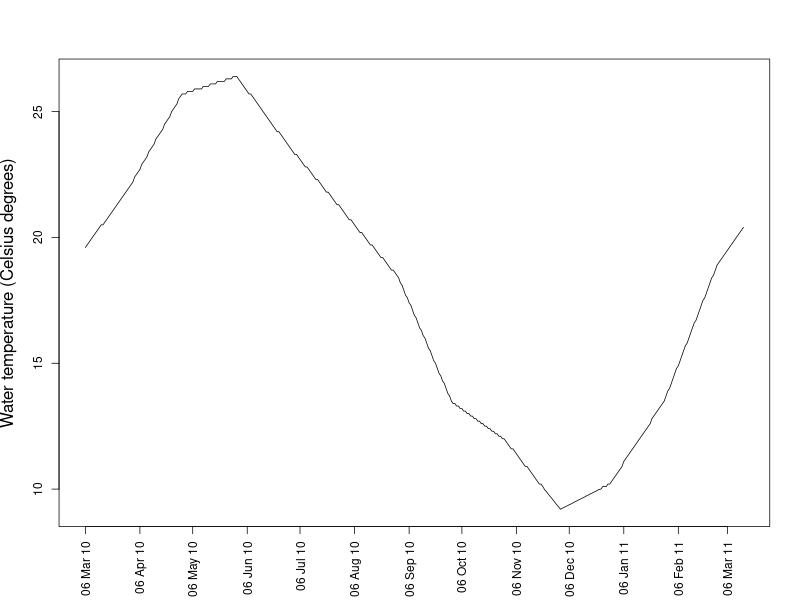 Water temperature (Celsius degrees)
25
20
15
10
06 Mar 10
06 Apr 10
06 May 10
06 Jun 10
06 Jul 10
06 Aug 10
06 Sep 10
06 Oct 10
06 Nov 10
06 Dec 10
06 Jan 11
06 Feb 11
06 Mar 11